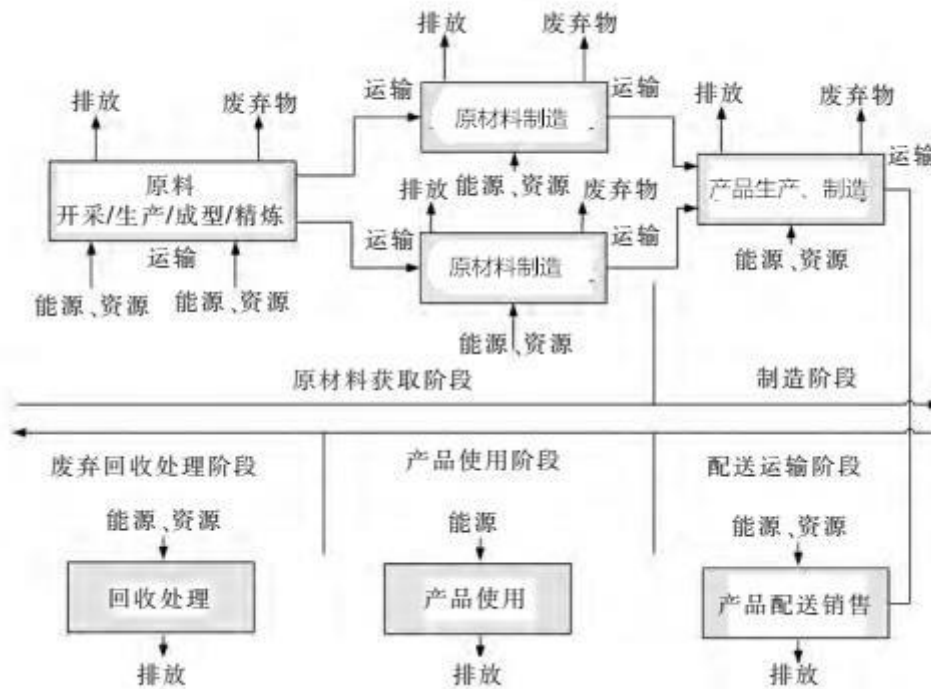 排放
废弃物
运输
原材料制造
运输
排放
废弃物
能源、资源
排放
废弃物
运输
原料
开采/生产/成型/精炼
运输
能源、资源
能源、资源
排放
废弃物
运输
原材料制造
运输
能源、资源
产品生产、制造
能源、资源
原材料获取阶段
制造阶段
废弃回收处理阶段
产品使用阶段
配送运输阶段
能源、资源
能源
能源、资源
回收处理
产品使用
产品配送销售
排放
排放
排放